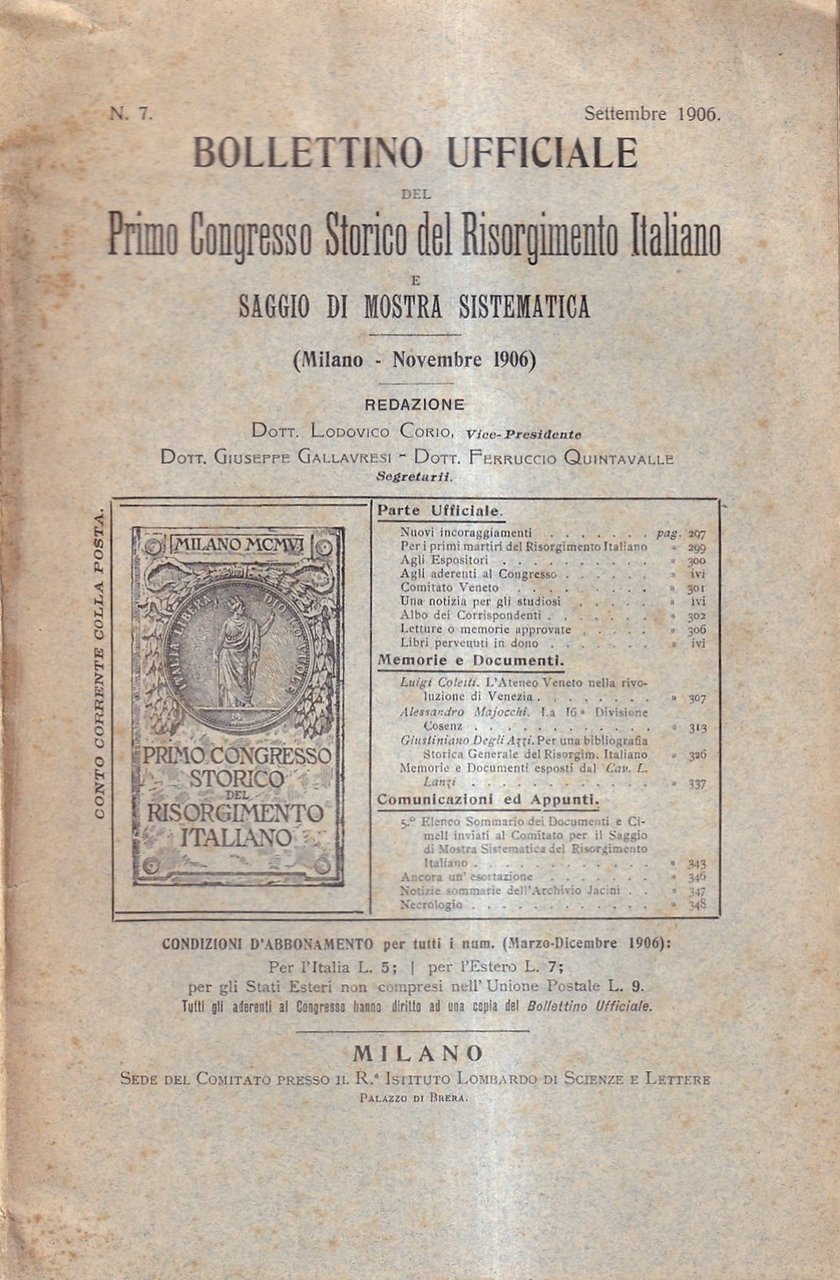 N. 7.
Settembre 1906.
BOLLETTINO UFFICIALE
DEL
Primo Congresso Storico del Risorgimento Italiano
E
SAGGIO DI MOSTRA SISTEMATICA
(Milano - Novembre 1906)
REDAZIONE
Dott. Lodovico Corio, Vice-Presidente
Dott. Giuseppe Gallavresi - Dott. Ferruccio Quintavalle
Segretarii.
CONTO CORRENTE COLLA POSTA.
MILANO MCMVI
ITALIA LIBERA DIO LO VUOLE
PRIMO CONGRESSO
STORICO
DEL
RISORGIMENTO
ITALIANO
Parte Ufficiale.
Nuovi incoraggiamenti . . . . . . . pag. 297
Per i primi martiri del Risorgimento Italiano » 299
Agli Espositori . . . . . . . . . . » 300
Agli aderenti al Congresso . . . . . . » ivi
Comitato Veneto . . . . . . . . . » 301
Una notizia per gli studiosi . . . . . » ivi
Albo dei Corrispondenti . . . . . . . » 302
Letture o memorie approvate . . . . » 306
Libri pervenuti in dono . . . . . . . » ivi
Memorie e Documenti.
Luigi Coletti. L'Ateneo Veneto nella rivo-
luzione di Venezia . . . . . . . . » 307
Alessandro Majocchi. La 16ª Divisione
Cosenz . . . . . . . . . . . . » 313
Giustiniano Degli Azzi. Per una bibliografia
Storica Generale del Risorgim. Italiano » 326
Memorie e Documenti esposti dal Cav. L.
Lanzi . . . . . . . . . . . . » 337
Comunicazioni ed Appunti.
5.º Elenco Sommario dei Documenti e Ci-
meli inviati al Comitato per il Saggio
di Mostra Sistematica del Risorgimento
Italiano . . . . . . . . . . . . » 343
Ancora un' esortazione . . . . . . . » 346
Notizie sommarie dell'Archivio Jacini . . » 347
Necrologio . . . . . . . . . . . . » 348
CONDIZIONI D'ABBONAMENTO per tutti i num. (Marzo-Dicembre 1906):
Per l'Italia L. 5; | per l'Estero L. 7;
per gli Stati Esteri non compresi nell' Unione Postale L. 9.
Tutti gli aderenti al Congresso hanno diritto ad una copia del Bollettino Ufficiale.
MILANO
Sede del Comitato presso il R.º Istituto Lombardo di Scienze e Lettere
Palazzo di Brera.